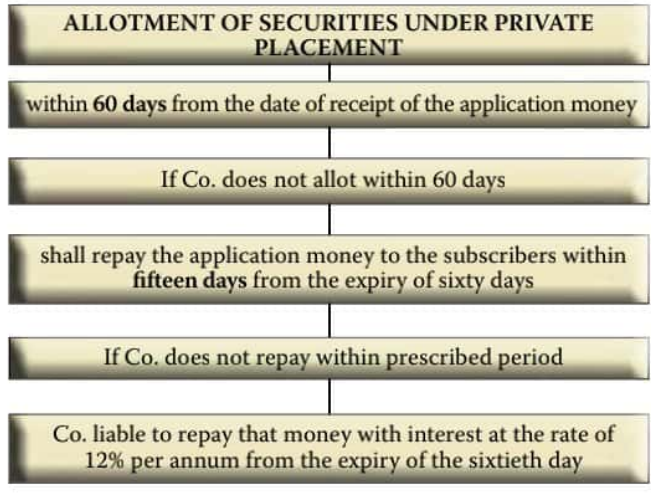 ALLOTMENT OF SECURITIES UNDER PRIVATE
PLACEMENT
within 60 days from the date of receipt of the application money
If Co. does not allot within 60 days
shall repay the application money to the subscribers within
fifteen days from the expiry of sixty days
If Co. does not repay within prescribed period
Co. liable to repay that money with interest at the rate of
12% per annum from the expiry of the sixtieth day